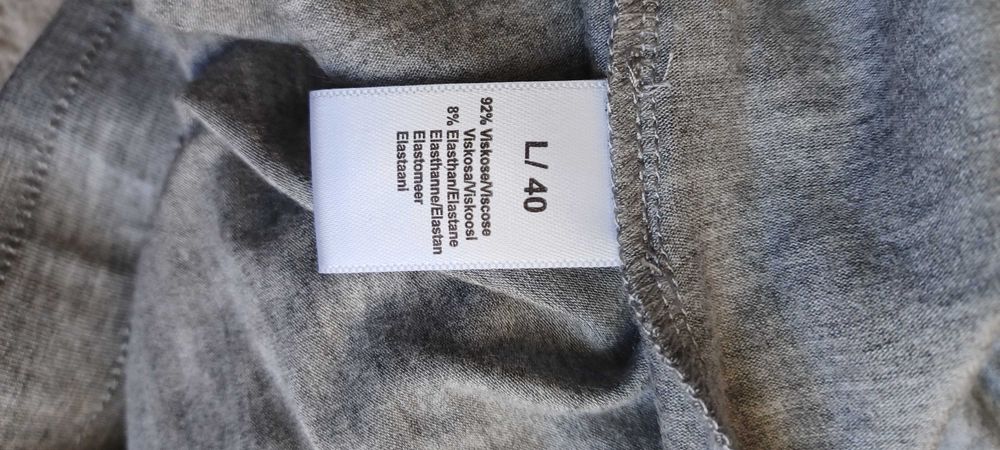 L/ 40
92% Viskose/Viscose
Viskosa/Viskoosi
8% Elasthan/Elastane
Elasthanne/Elastan
Elastomeer
Elastaani